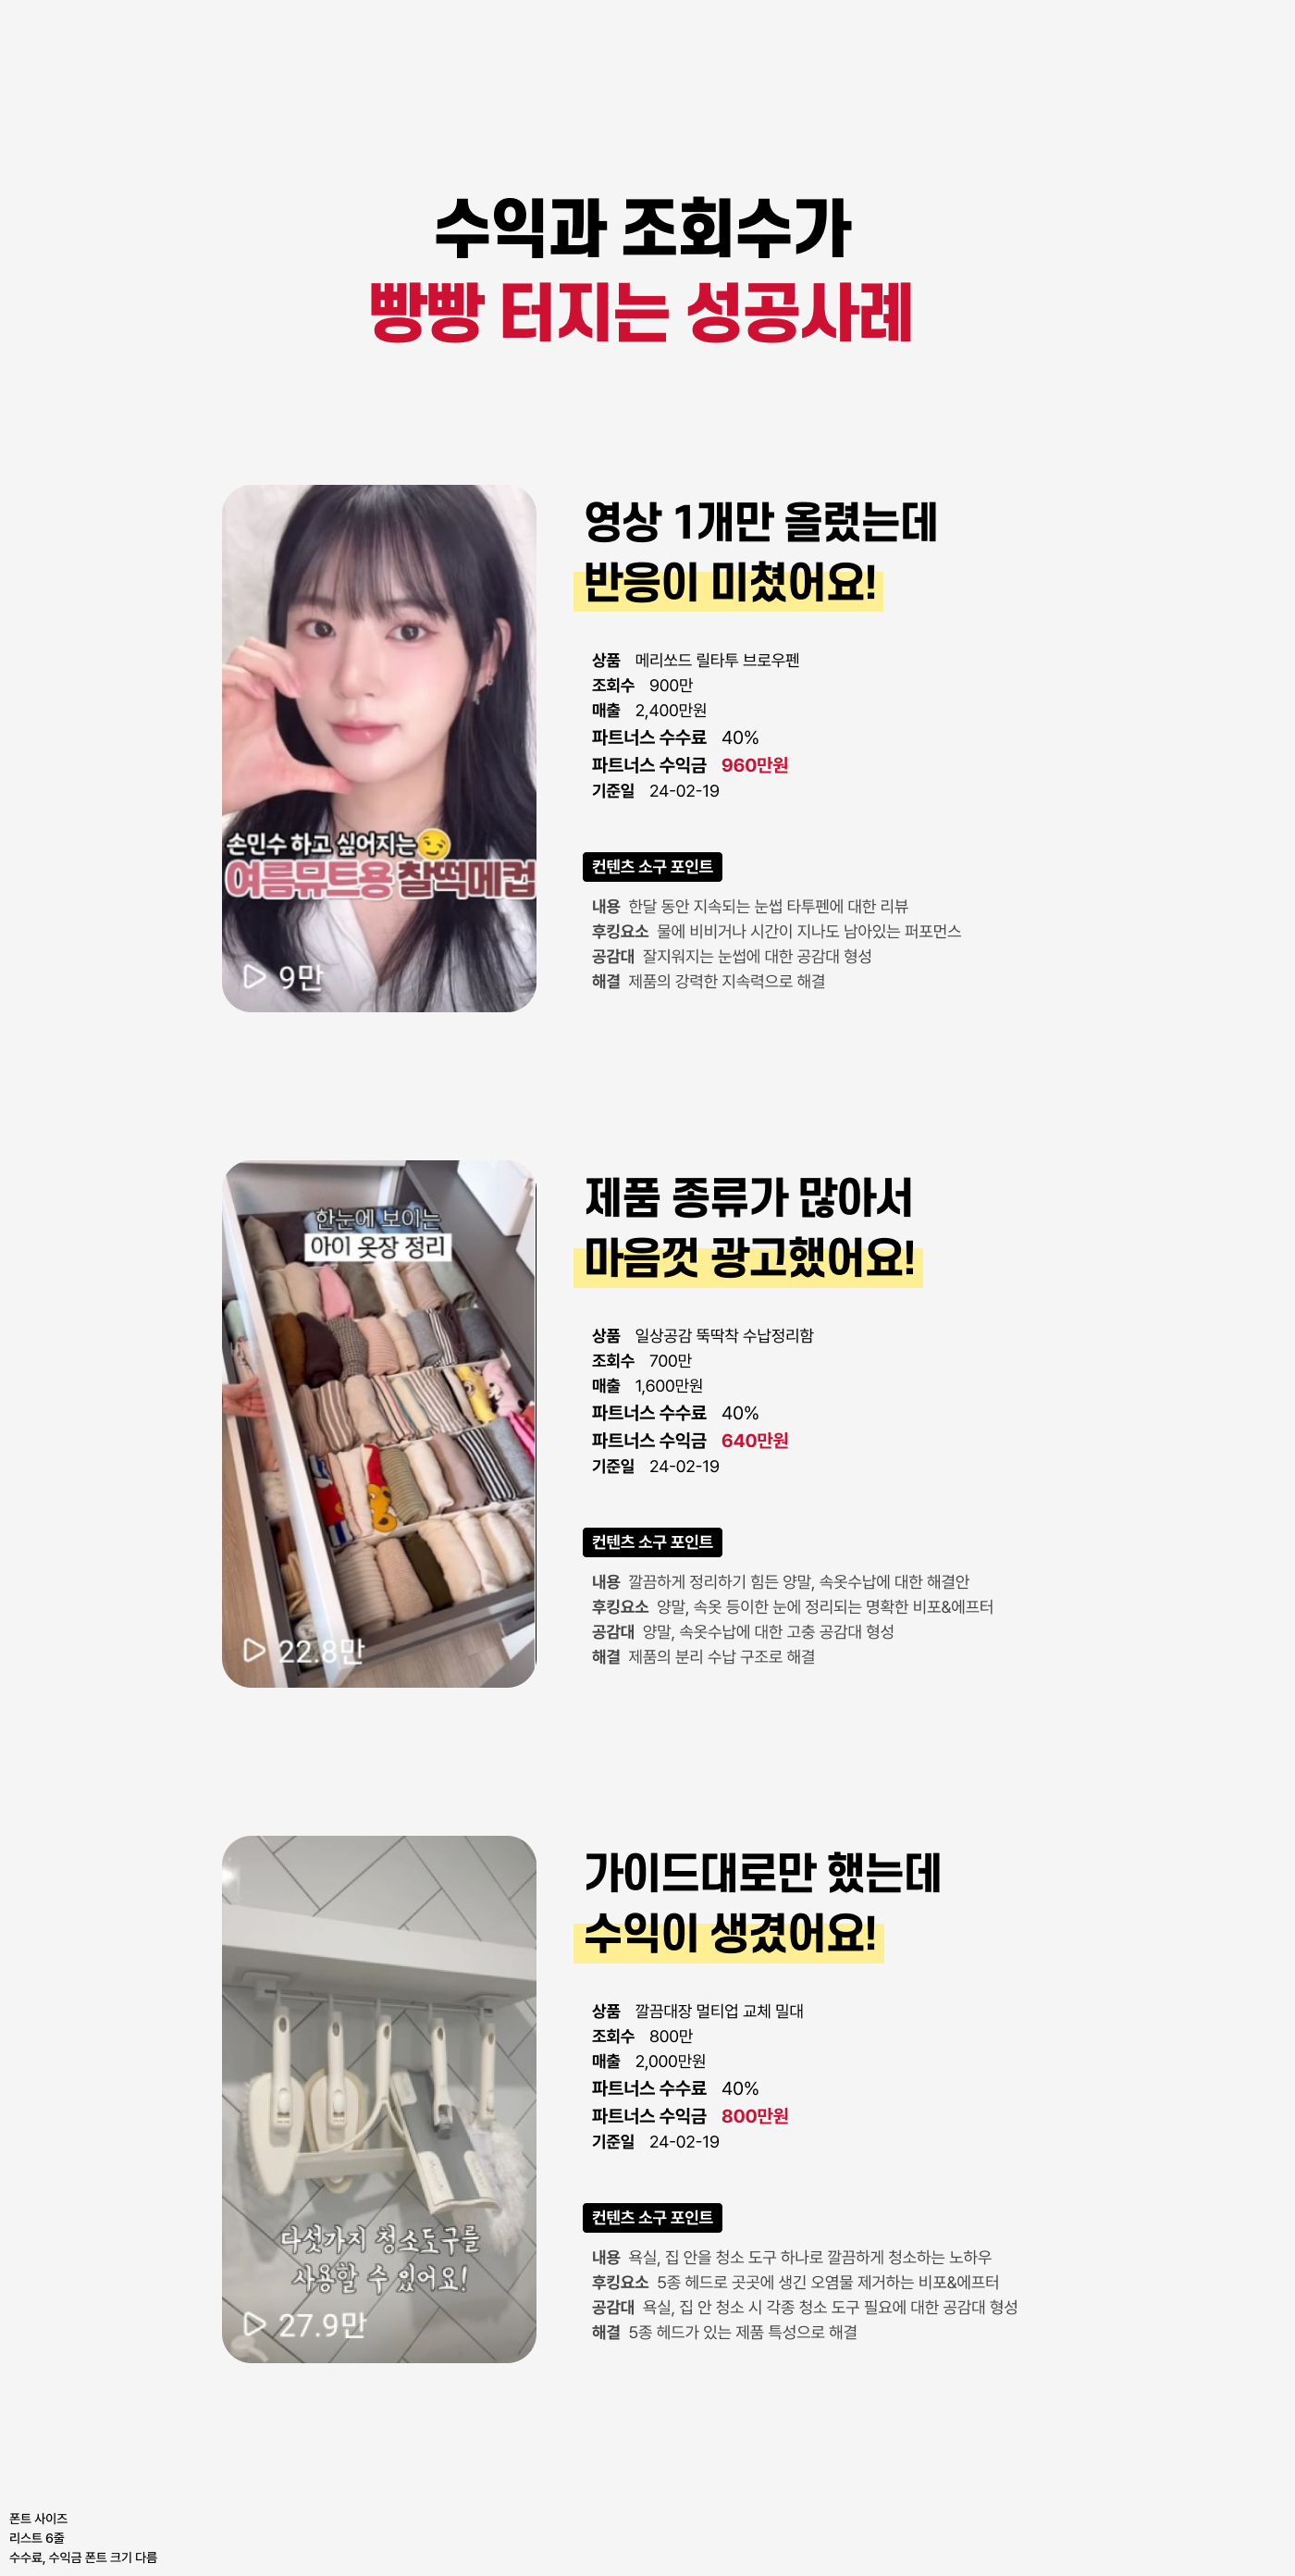 수익과 조회수가
빵빵 터지는 성공사례
손민수 하고 싶어지는
여름뮤트용 찰떡메컵
9만
영상 1개만 올렸는데
반응이 미쳤어요!
상품 메리쏘드 릴타투 브로우펜
조회수 900만
매출 2,400만원
파트너스 수수료 40%
파트너스 수익금 960만원
기준일 24-02-19
컨텐츠 소구 포인트
내용 한달 동안 지속되는 눈썹 타투펜에 대한 리뷰
후킹요소 물에 비비거나 시간이 지나도 남아있는 퍼포먼스
공감대 잘지워지는 눈썹에 대한 공감대 형성
해결 제품의 강력한 지속력으로 해결
한눈에 보이는
아이 옷장 정리
22.8만
제품 종류가 많아서
마음껏 광고했어요!
상품 일상공감 뚝딱착 수납정리함
조회수 700만
매출 1,600만원
파트너스 수수료 40%
파트너스 수익금 640만원
기준일 24-02-19
컨텐츠 소구 포인트
내용 깔끔하게 정리하기 힘든 양말, 속옷수납에 대한 해결안
후킹요소 양말, 속옷 등이한 눈에 정리되는 명확한 비포&에프터
공감대 양말, 속옷수납에 대한 고충 공감대 형성
해결 제품의 분리 수납 구조로 해결
다섯가지 청소도구를
사용할 수 있어요!
27.9만
가이드대로만 했는데
수익이 생겼어요!
상품 깔끔대장 멀티업 교체 밀대
조회수 800만
매출 2,000만원
파트너스 수수료 40%
파트너스 수익금 800만원
기준일 24-02-19
컨텐츠 소구 포인트
내용 욕실, 집 안을 청소 도구 하나로 깔끔하게 청소하는 노하우
후킹요소 5종 헤드로 곳곳에 생긴 오염물 제거하는 비포&에프터
공감대 욕실, 집 안 청소 시 각종 청소 도구 필요에 대한 공감대 형성
해결 5종 헤드가 있는 제품 특성으로 해결
폰트 사이즈
리스트 6줄
수수료, 수익금 폰트 크기 다름